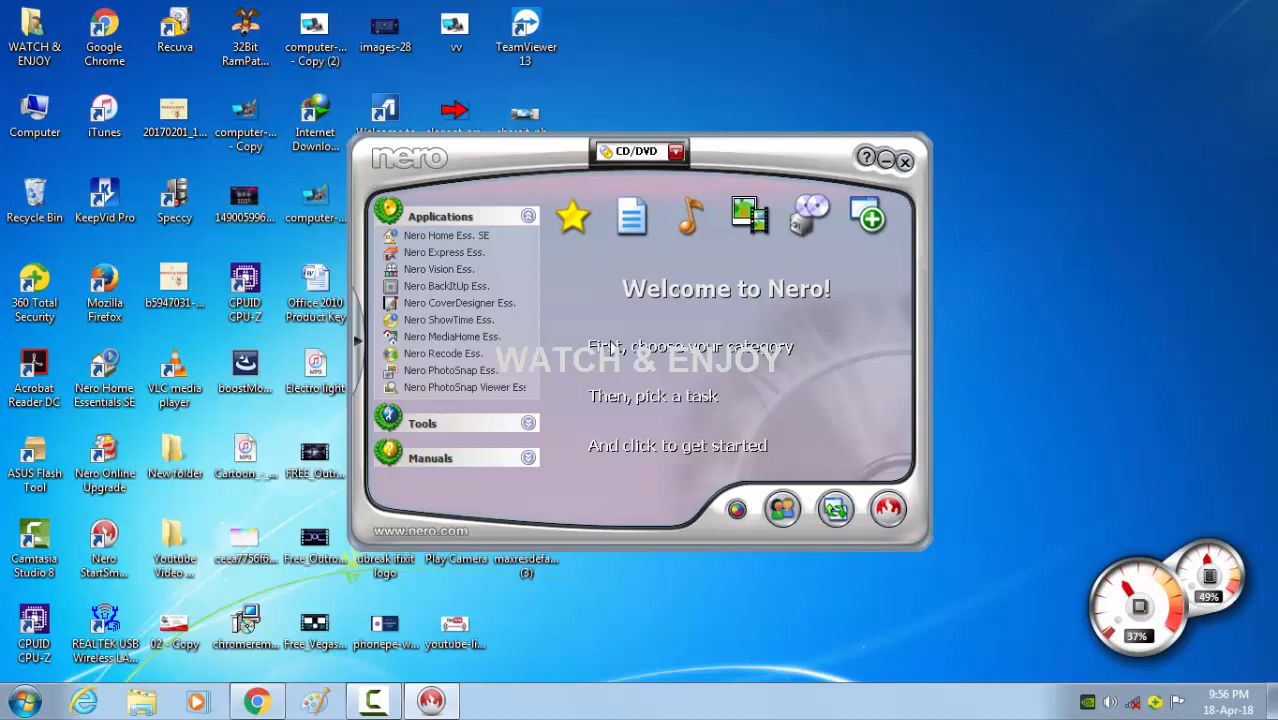 WATCH &
ENJOY
Google
Chrome
Recuva
32Bit
RamPat...
computer-...
- Copy (2)
images-28
vv
TeamViewer
13
Computer
iTunes
20170201_1...
computer-...
- Copy
Internet
Downlo...
Recycle Bin
KeepVid Pro
Speccy
149005996...
computer-...
360 Total
Security
Mozilla
Firefox
b5947031-...
CPUID
CPU-Z
Office 2010
Product Key
Acrobat
Reader DC
Nero Home
Essentials SE
VLC media
player
boostMo...
Electro light
ASUS Flash
Tool
Nero Online
Upgrade
New folder
Cartoon_-_...
FREE_Outr...
Camtasia
Studio 8
Nero
StartSm...
Youtube
Video ...
ceea7756f6...
Free_Outro...
ubreak ifixit
logo
Play Camera
maxresdefa...
(3)
CPUID
CPU-Z
REALTEK USB
Wireless LA...
02 - Copy
chromerem...
Free_Vegas...
phonepe-w...
youtube-li...
nero
CD/DVD
?
Applications
Nero Home Ess. SE
Nero Express Ess.
Nero Vision Ess.
Nero BackItUp Ess.
Nero CoverDesigner Ess.
Nero ShowTime Ess.
Nero MediaHome Ess.
Nero Recode Ess.
Nero PhotoSnap Ess.
Nero PhotoSnap Viewer Ess
Tools
Manuals
Welcome to Nero!
First, choose your category
WATCH & ENJOY
Then, pick a task
And click to get started
www.nero.com
49%
37%
9:56 PM
18-Apr-18